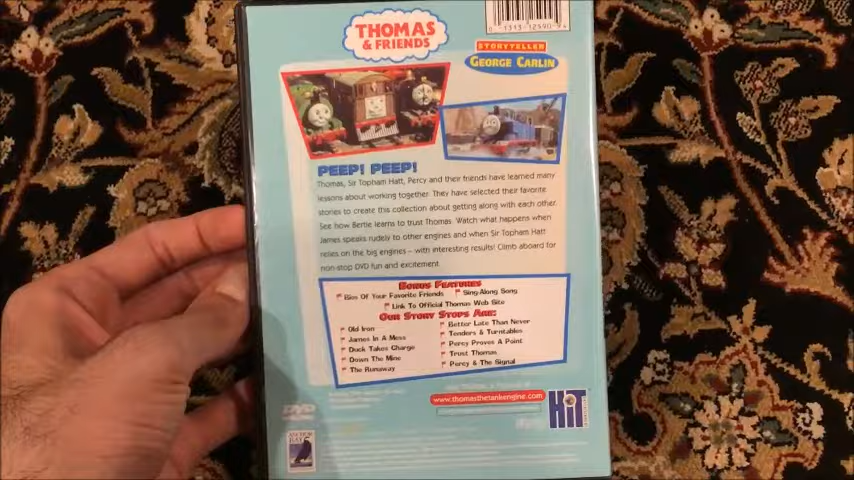 THOMAS
& FRIENDS
STORYTELLER
GEORGE CARLIN
PEEP! PEEP!
Thomas, Sir Topham Hatt, Percy and their friends have learned many
lessons about working together. They have selected their favorite
stories to create this collection about getting along with each other.
See how Bertie learns to trust Thomas. Watch what happens when
James speaks rudely to other engines — and when Sir Topham Hatt
relies on the big engines — with interesting results! Climb aboard for
non-stop DVD fun and excitement.
BONUS FEATURES
Bios Of Your Favorite Friends Sing-Along Song
Link To Official Thomas Web Site
OUR STORY STOPS ARE:
Old Iron
James In A Mess
Duck Takes Charge
Down The Mine
The Runaway
Better Late Than Never
Tenders & Turntables
Percy Proves A Point
Trust Thomas
Percy & The Signal
www.thomasthetankengine.com
HiT
DVD
ANCHOR
BAY